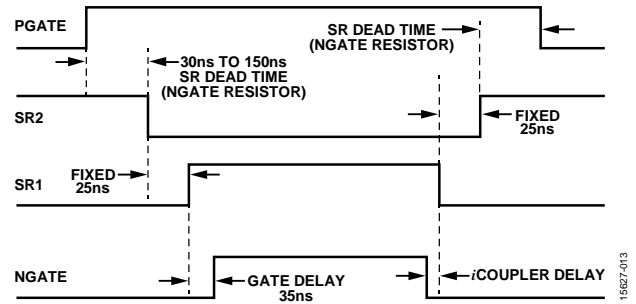 PGATE
SR DEAD TIME
(NGATE RESISTOR)
30ns TO 150ns
SR DEAD TIME
(NGATE RESISTOR)
SR2
FIXED
25ns
SR1
FIXED
25ns
NGATE
GATE DELAY
35ns
iCOUPLER DELAY
15627-013